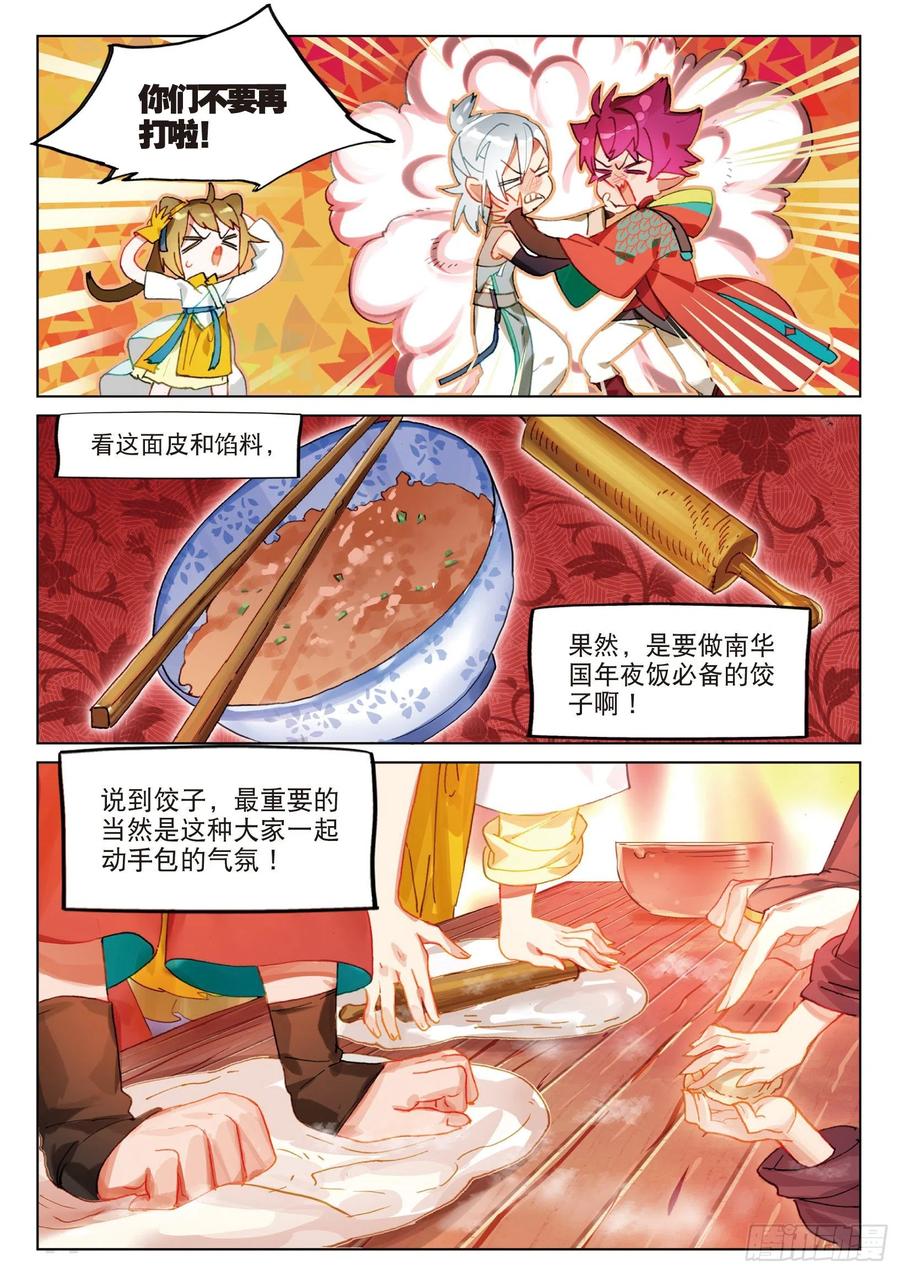 你们不要再
打啦！
看这面皮和馅料，
果然，是要做南华
国年夜饭必备的饺
子啊！
说到饺子，最重要的
当然是这种大家一起
动手包的气氛！
腾讯动漫